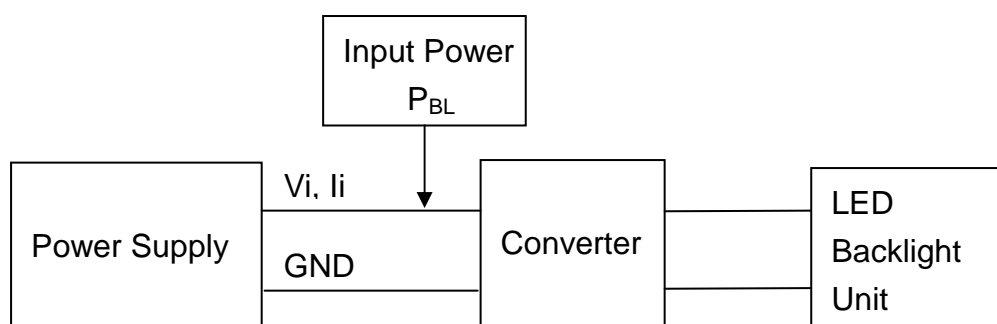 Input Power
PBL
Vi, Ii
Power Supply
GND
Converter
LED
Backlight
Unit